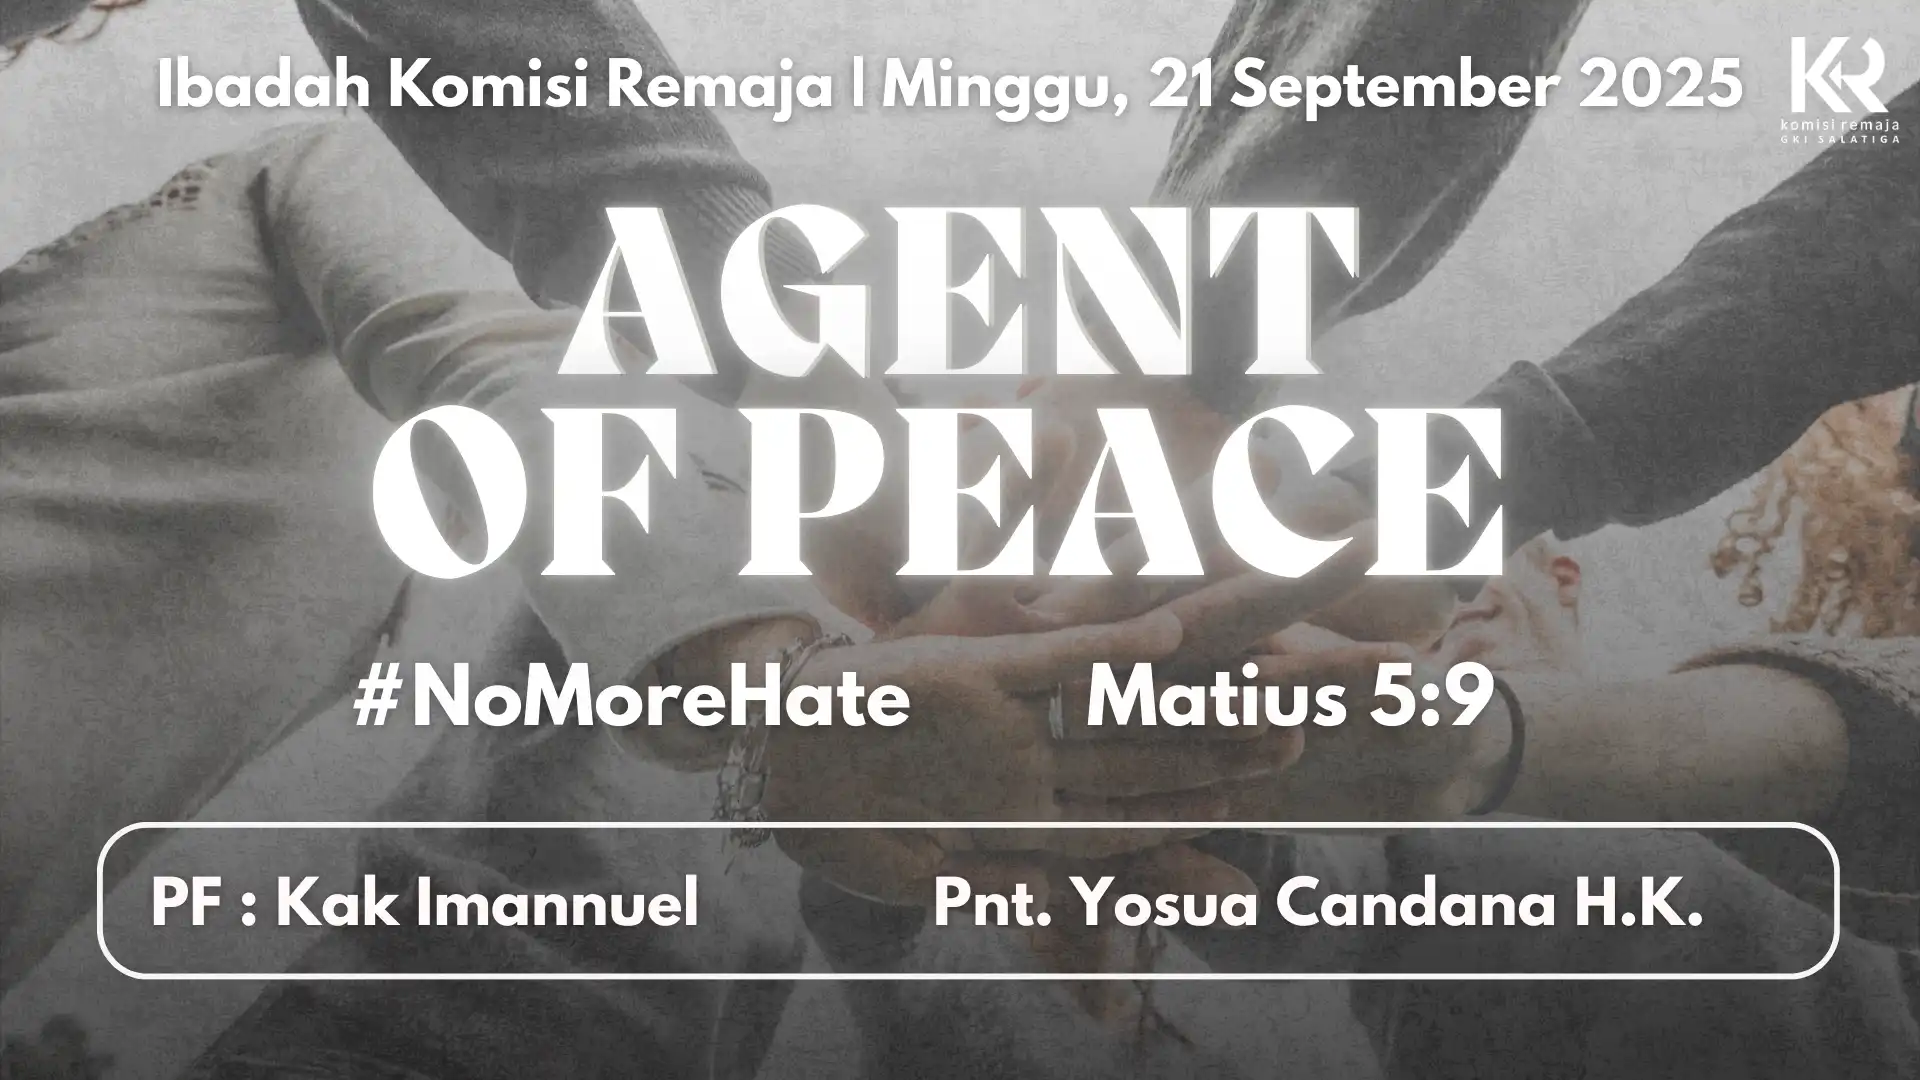 Ibadah Komisi Remaja | Minggu, 21 September 2025
KR
komisi remaja
GKI SALATIGA
AGENT
OF PEACE
#NoMoreHate Matius 5:9
PF : Kak Imannuel Pnt. Yosua Candana H.K.